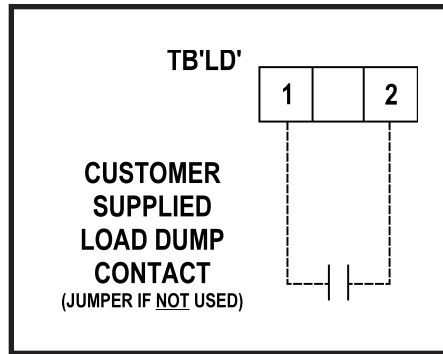 TB'LD'
1 2
CUSTOMER
SUPPLIED
LOAD DUMP
CONTACT
(JUMPER IF NOT USED)